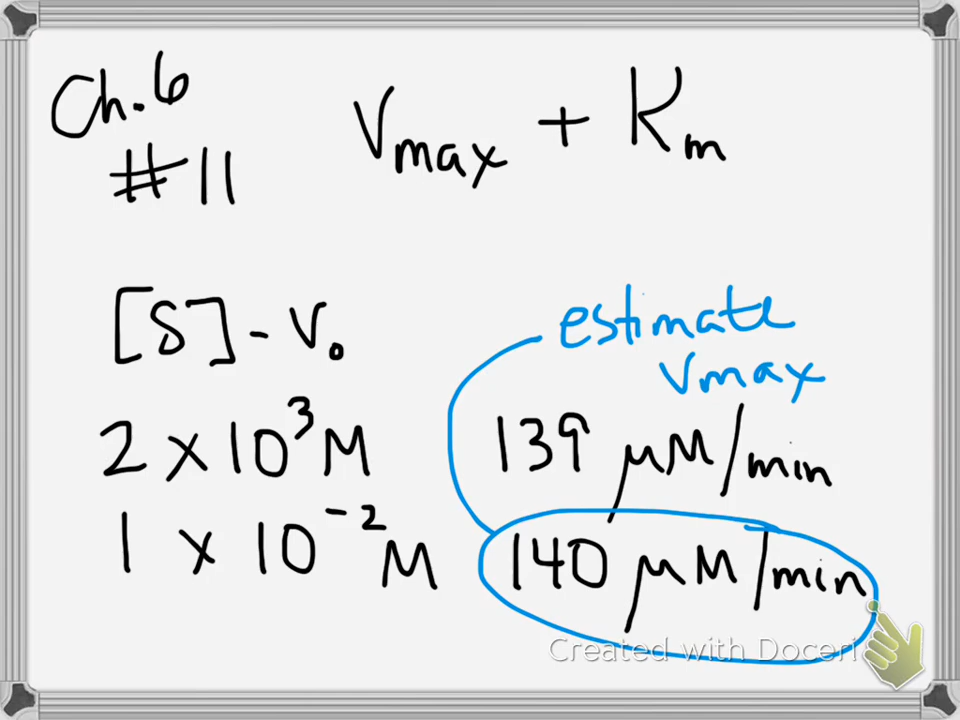 Ch. 6
#11
Vmax + Km
[S] - V₀
estimate
Vmax
2 x 10³ M 139 μM/min
1 x 10⁻² M 140 μM/min
Created with Doceri